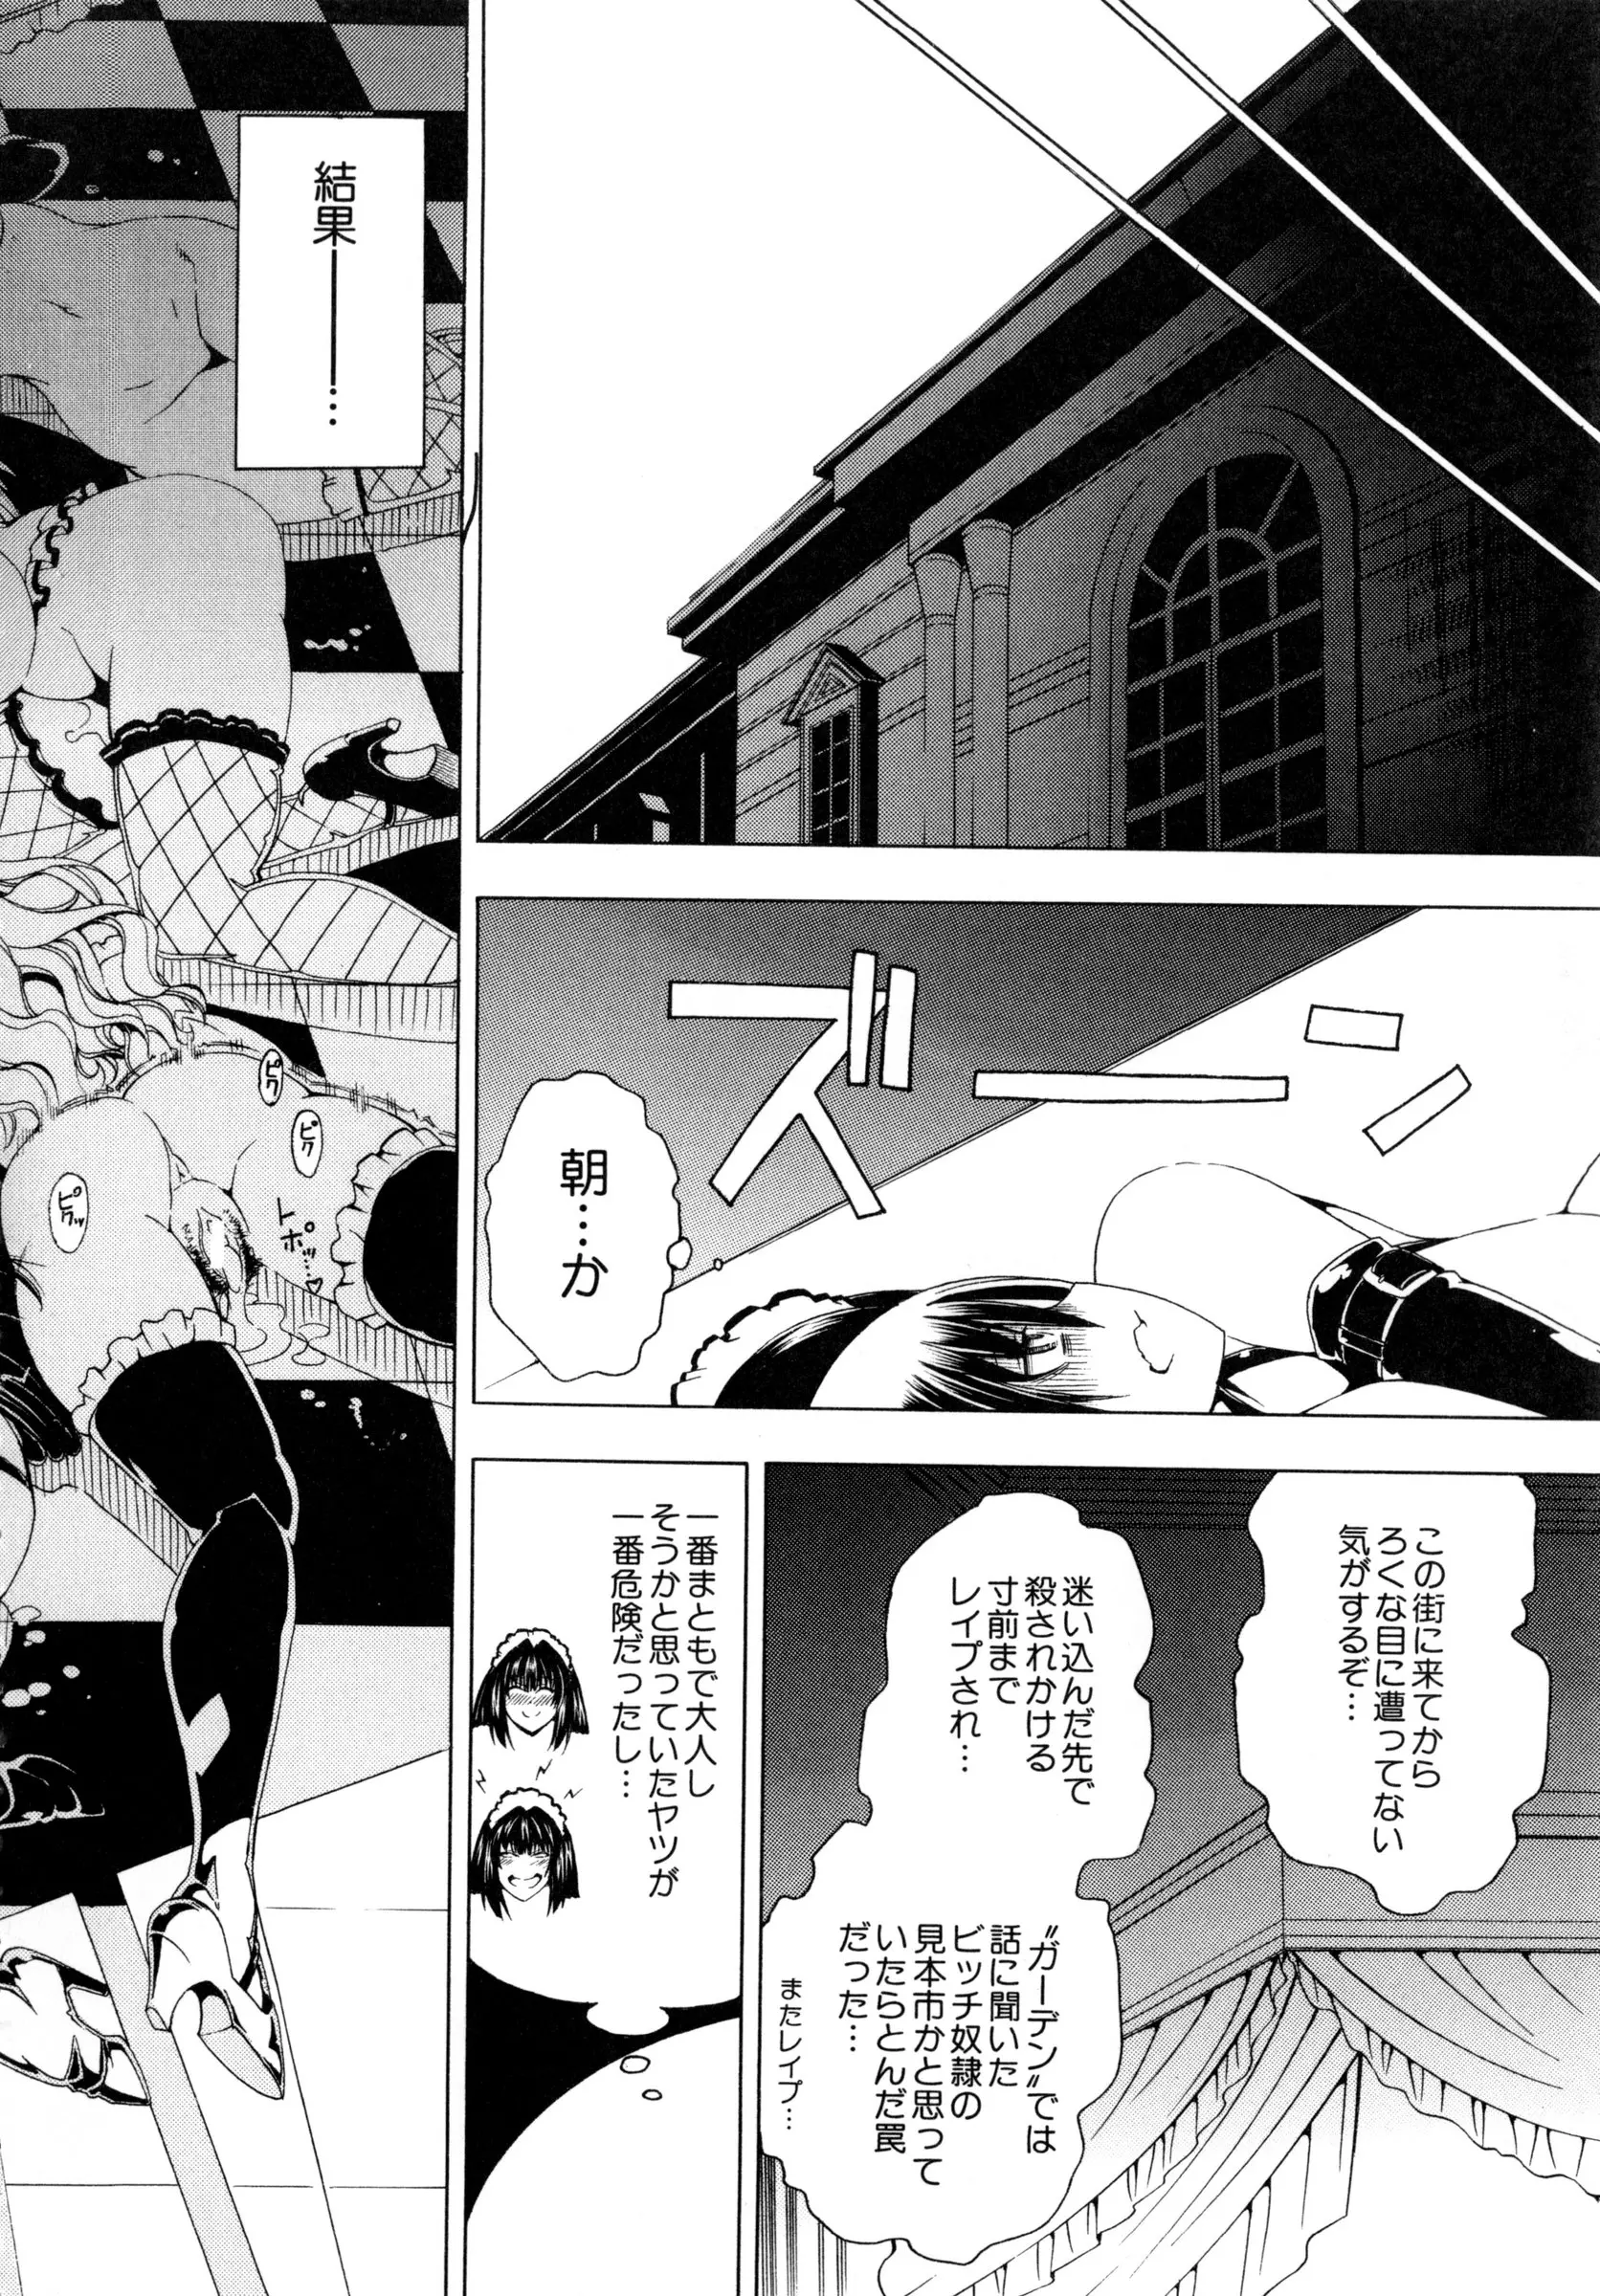 ズーン
朝…か
この街に来てから
ろくな目に遭ってない
気がするぞ…
迷い込んだ先で
殺されかける
寸前まで
レイプされ…
〝ガーデン〟では
話に聞いた
ビッチ奴隷の
見本市かと思って
いたらとんだ罠
だった…
またレイプ…
一番まともで大人し
そうかと思っていたヤツが
一番危険だったし…
結果――…
ピク
ピク
ピクッ
トポッ…♡